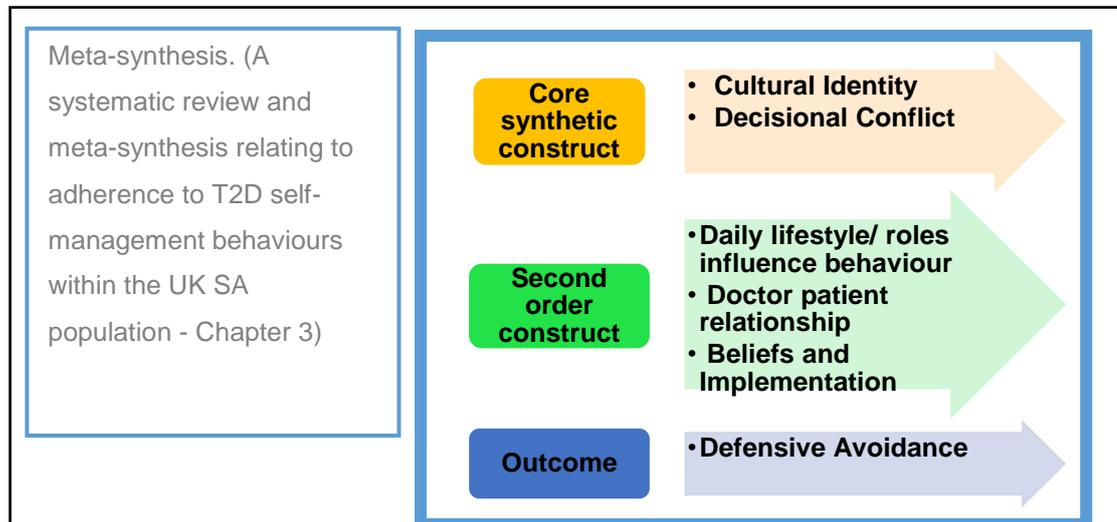 Meta-synthesis. (A
systematic review and
meta-synthesis relating to
adherence to T2D self-
management behaviours
within the UK SA
population - Chapter 3)
Core
synthetic
construct
• Cultural Identity
• Decisional Conflict
Second
order
construct
•Daily lifestyle/ roles
influence behaviour
• Doctor patient
relationship
• Beliefs and
Implementation
Outcome
•Defensive Avoidance